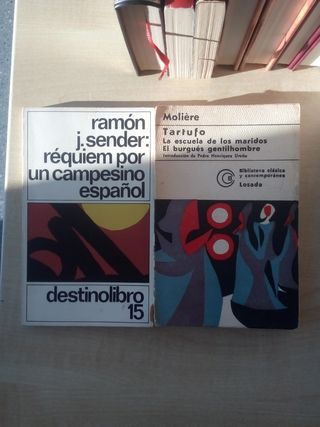 ramón
j.sender:
réquiem por
un campesino
español
destinolibro
15
Molière
Tartufo
La escuela de los maridos
El burgués gentilhombre
Introducción de Pedro Henríquez Ureña
Biblioteca clásica
y contemporánea
Losada